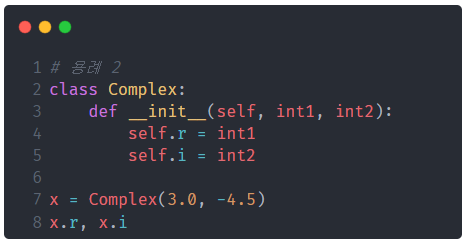 1 # 용례 2
2 class Complex:
3     def __init__(self, int1, int2):
4         self.r = int1
5         self.i = int2
6
7 x = Complex(3.0, -4.5)
8 x.r, x.i